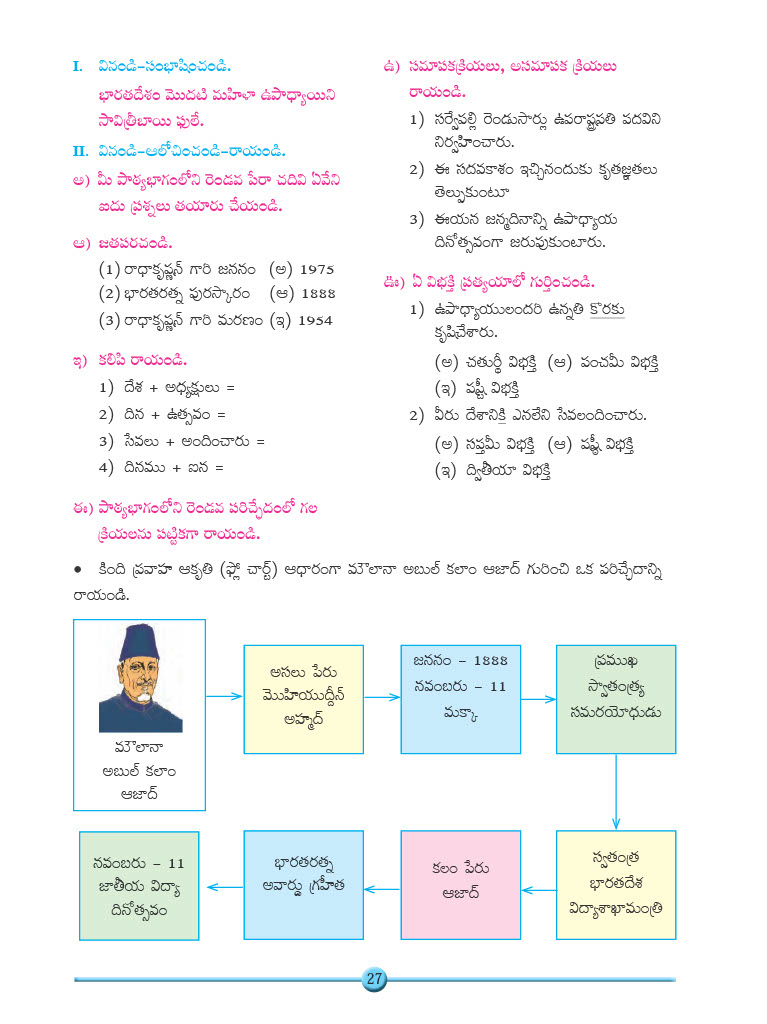 I. వినండి-సంభాషించండి.
భారతదేశం మొదటి మహిళా ఉపాధ్యాయిని
సావిత్రీబాయి ఫులే.
II. వినండి-ఆలోచించండి-రాయండి.
అ) మీ పాఠ్యభాగంలోని రెండవ పేరా చదివి ఏవేని
ఐదు ప్రశ్నలు తయారు చేయండి.
ఆ) జతపరచండి.
(1) రాధాకృష్ణన్ గారి జననం (అ) 1975
(2) భారతరత్న పురస్కారం (ఆ) 1888
(3) రాధాకృష్ణన్ గారి మరణం (ఇ) 1954
ఇ) కలిపి రాయండి.
1) దేశ + అధ్యక్షులు =
2) దిన + ఉత్సవం =
3) సేవలు + అందించారు =
4) దినము + ఐన =
ఈ) పాఠ్యభాగంలోని రెండవ పరిచ్ఛేదంలో గల
క్రియలను పట్టికగా రాయండి.
ఉ) సమాపకక్రియలు, అసమాపక క్రియలు
రాయండి.
1) సర్వేపల్లి రెండుసార్లు ఉపరాష్ట్రపతి పదవిని
నిర్వహించారు.
2) ఈ సదవకాశం ఇచ్చినందుకు కృతజ్ఞతలు
తెల్పుకుంటూ
3) ఈయన జన్మదినాన్ని ఉపాధ్యాయ
దినోత్సవంగా జరుపుకుంటారు.
ఊ) ఏ విభక్తి ప్రత్యయాలో గుర్తించండి.
1) ఉపాధ్యాయులందరి ఉన్నతి కొరకు
కృషిచేశారు.
(అ) చతుర్థీ విభక్తి (ఆ) పంచమీ విభక్తి
(ఇ) షష్టీ విభక్తి
2) వీరు దేశానికి ఎనలేని సేవలందించారు.
(అ) సప్తమీ విభక్తి (ఆ) షష్ఠీ విభక్తి
(ఇ) ద్వితీయా విభక్తి
• కింది ప్రవాహ ఆకృతి (ఫ్లో చార్ట్) ఆధారంగా మౌలానా అబుల్ కలాం ఆజాద్ గురించి ఒక పరిచ్ఛేదాన్ని
రాయండి.
మౌలానా
అబుల్ కలాం
ఆజాద్
అసలు పేరు
మొహియుద్దీన్
అహ్మద్
జననం - 1888
నవంబరు - 11
మక్కా
ప్రముఖ
స్వాతంత్ర్య
సమరయోధుడు
స్వతంత్ర
భారతదేశ
విద్యాశాఖామంత్రి
కలం పేరు
ఆజాద్
భారతరత్న
అవార్డు గ్రహీత
నవంబరు - 11
జాతీయ విద్యా
దినోత్సవం
27